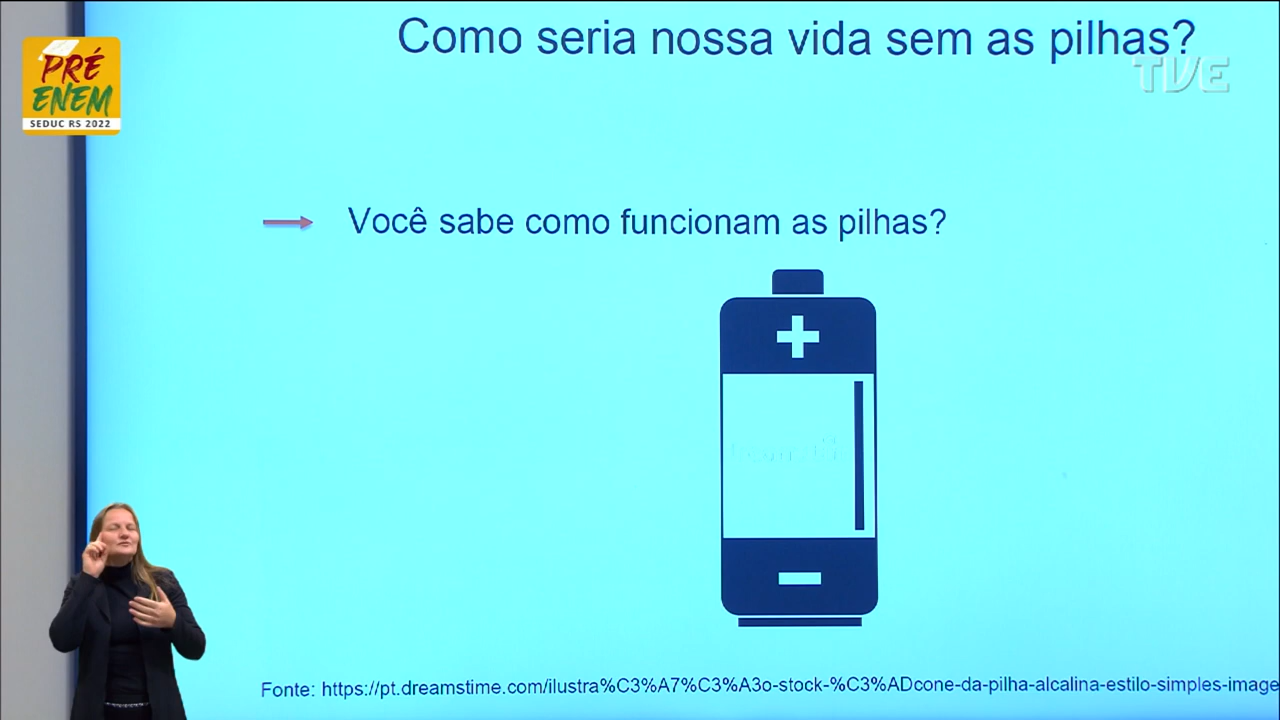 Como seria nossa vida sem as pilhas?
TVE
PRÉ
ENEM
SEDUC RS 2022
Você sabe como funcionam as pilhas?
+
-
Fonte: https://pt.dreamstime.com/ilustra%C3%A7%C3%A3o-stock-%C3%ADcone-da-pilha-alcalina-estilo-simples-image